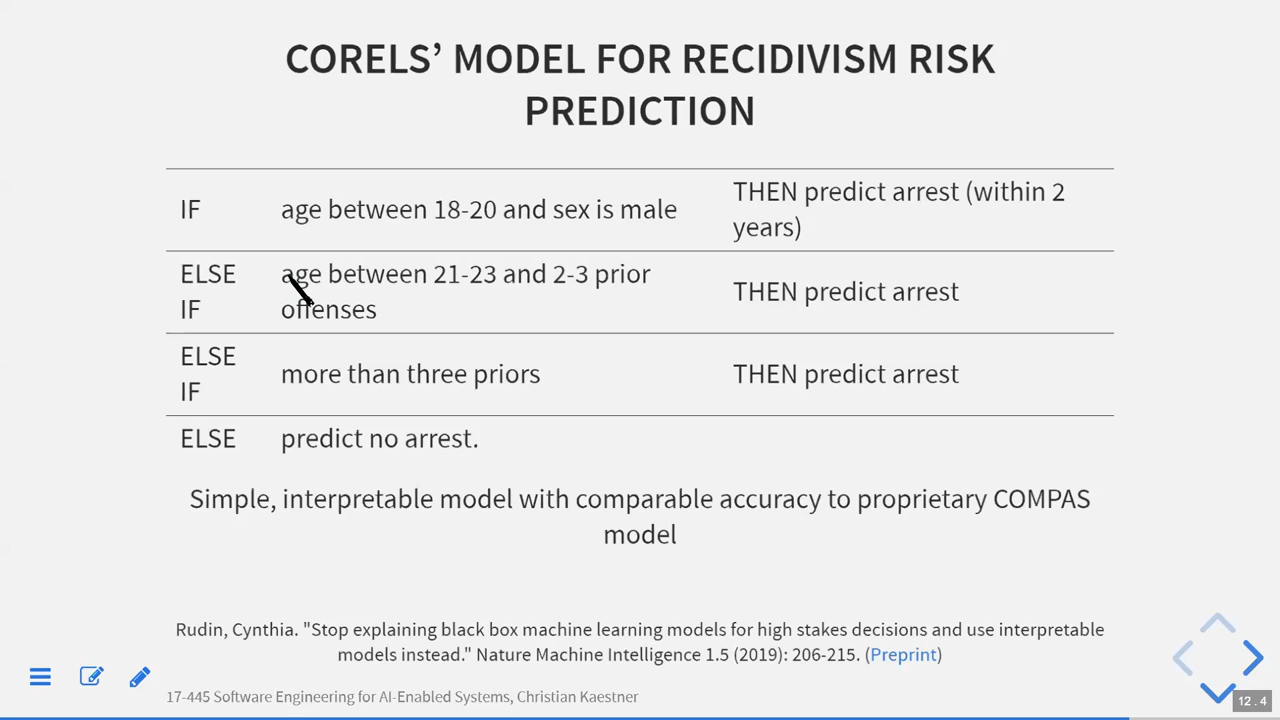 CORELS’ MODEL FOR RECIDIVISM RISK
PREDICTION
IF age between 18-20 and sex is male THEN predict arrest (within 2
years)
ELSE age between 21-23 and 2-3 prior
IF offenses THEN predict arrest
ELSE
IF more than three priors THEN predict arrest
ELSE predict no arrest.
Simple, interpretable model with comparable accuracy to proprietary COMPAS
model
Rudin, Cynthia. "Stop explaining black box machine learning models for high stakes decisions and use interpretable
models instead." Nature Machine Intelligence 1.5 (2019): 206-215. (Preprint)
17-445 Software Engineering for AI-Enabled Systems, Christian Kaestner
12.4